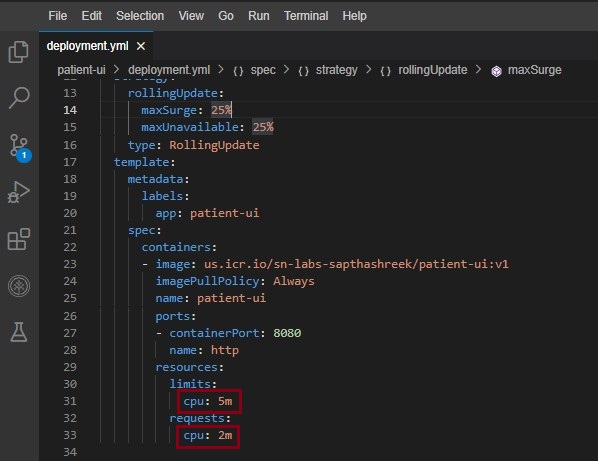 File Edit Selection View Go Run Terminal Help
deployment.yml ×
patient-ui > deployment.yml > {} spec > {} strategy > {} rollingUpdate > maxSurge
13 rollingUpdate:
14 maxSurge: 25%
15 maxUnavailable: 25%
16 type: RollingUpdate
17 template:
18 metadata:
19 labels:
20 app: patient-ui
21 spec:
22 containers:
23 - image: us.icr.io/sn-labs-sapthashreek/patient-ui:v1
24 imagePullPolicy: Always
25 name: patient-ui
26 ports:
27 - containerPort: 8080
28 name: http
29 resources:
30 limits:
31 cpu: 5m
32 requests:
33 cpu: 2m
34
1